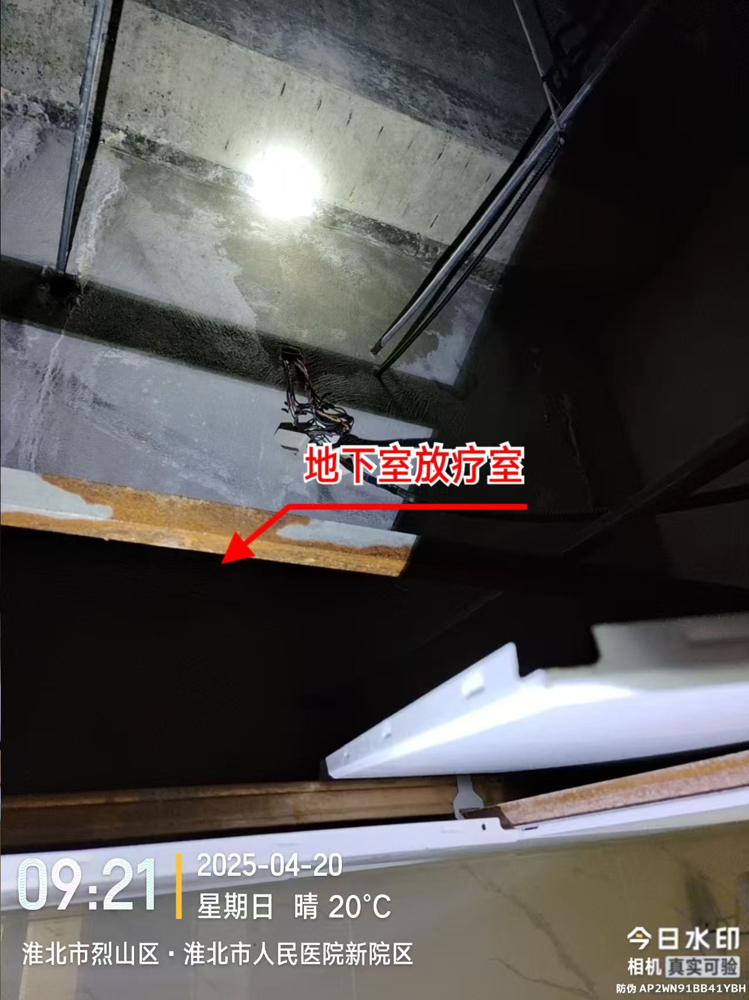 地下室放疗室
09:21
2025-04-20
星期日 晴 20°C
淮北市烈山区·淮北市人民医院新院区
今日水印
相机 真实可验
防伪 AP2WN91BB41YBH